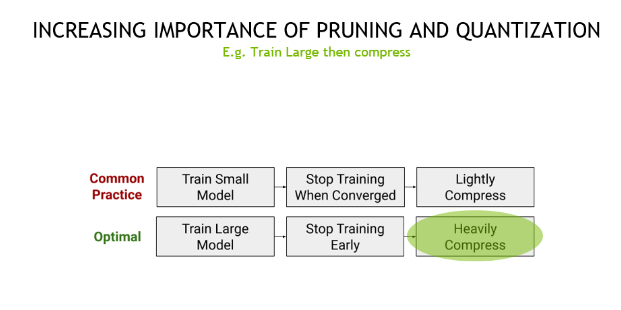 INCREASING IMPORTANCE OF PRUNING AND QUANTIZATION
E.g. Train Large then compress
Common
Practice
Train Small
Model
Stop Training
When Converged
Lightly
Compress
Optimal
Train Large
Model
Stop Training
Early
Heavily
Compress